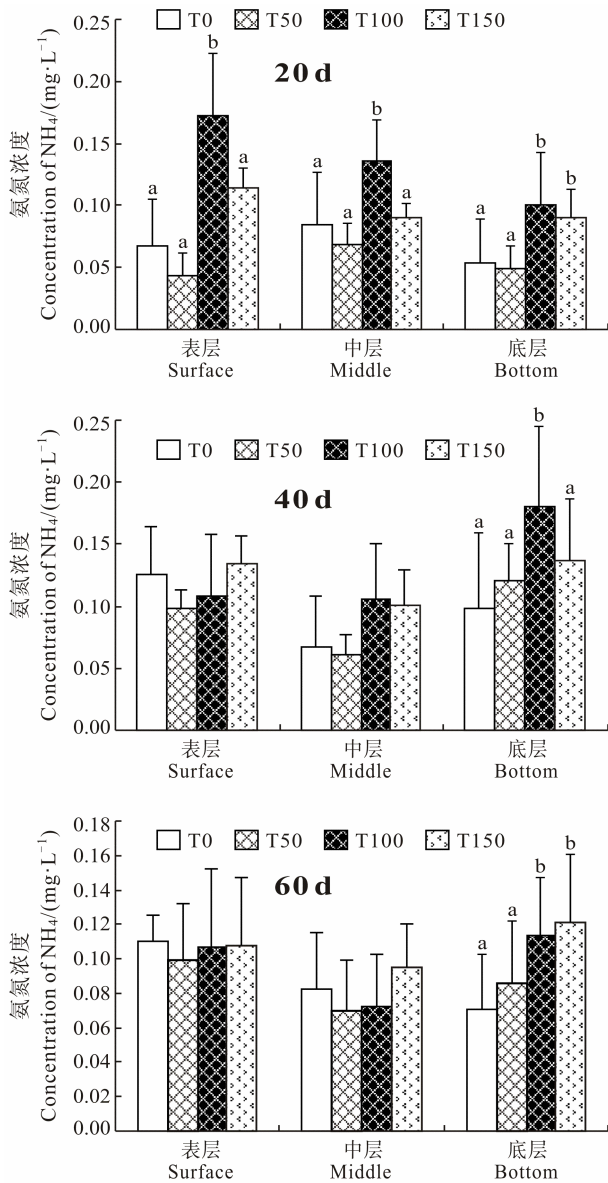 0.25
T0 T50 T100 T150
b
20 d
0.20
b
氨氮浓度
Concentration of NH₄/(mg·L⁻¹)
0.15
b
a
a
b
a
a
0.10
a
a
a
a
0.05
0.00
表层 中层 底层
Surface Middle Bottom
0.25
b
T0 T50 T100 T150
0.20
40 d
a
氨氮浓度
Concentration of NH₄/(mg·L⁻¹)
a
a
0.15
0.10
0.05
0.00
表层 中层 底层
Surface Middle Bottom
0.18
T0 T50 T100 T150
b
0.16
60 d
b
氨氮浓度
Concentration of NH₄/(mg·L⁻¹)
0.14
a
0.12
a
0.10
0.08
0.06
0.04
0.02
0.00
表层 中层 底层
Surface Middle Bottom